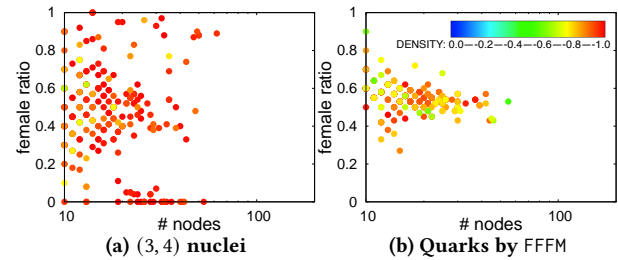 1
0.8
0.6
0.4
0.2
0
female ratio
10
100
# nodes
(a) (3, 4) nuclei
1
0.8
0.6
0.4
0.2
0
female ratio
DENSITY: 0.0 0.2 0.4 0.6 0.8 1.0
10
100
# nodes
(b) Quarks by FFFM